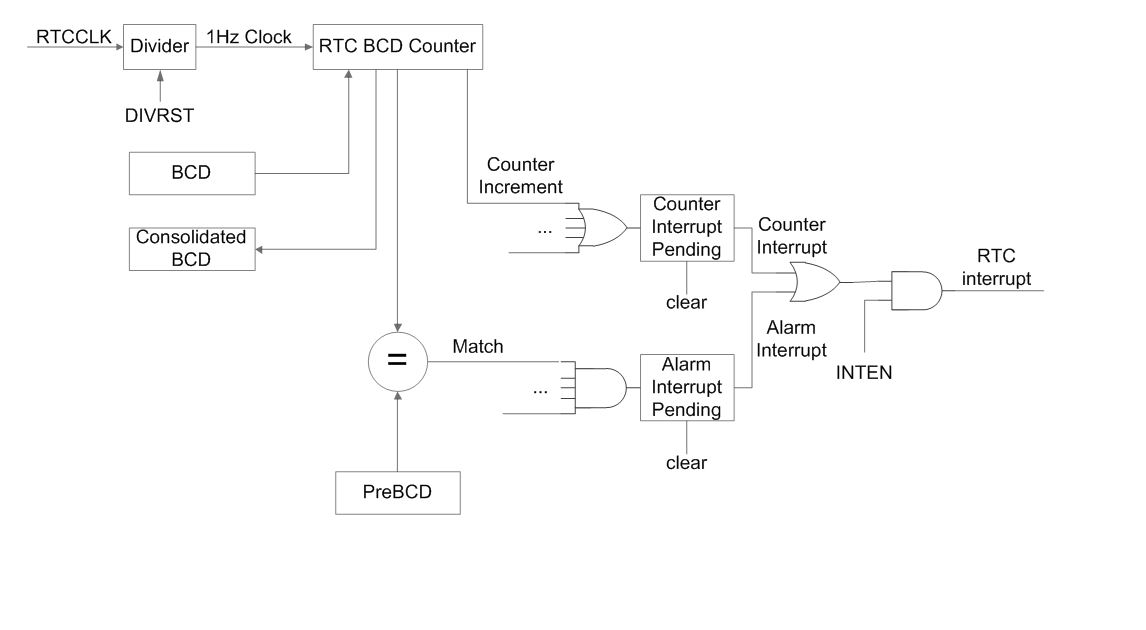 RTCCLK
Divider
1Hz Clock
RTC BCD Counter
DIVRST
BCD
Consolidated
BCD
Counter
Increment
...
Counter
Interrupt
Pending
clear
Counter
Interrupt
RTC
interrupt
Alarm
Interrupt
INTEN
=
Match
...
Alarm
Interrupt
Pending
clear
PreBCD